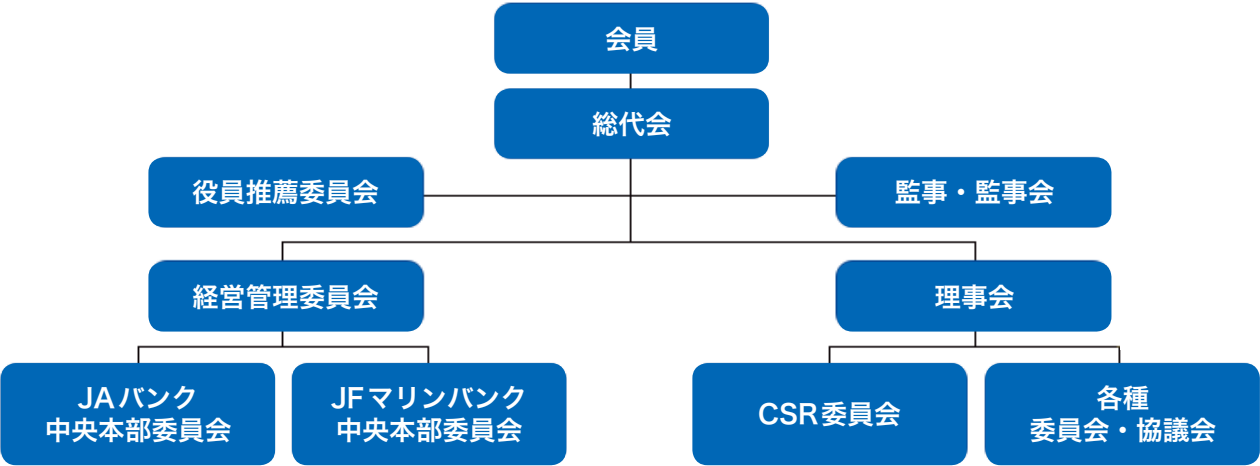 会員
総代会
役員推薦委員会
監事・監事会
経営管理委員会
理事会
JAバンク
中央本部委員会
JFマリンバンク
中央本部委員会
CSR委員会
各種
委員会・協議会